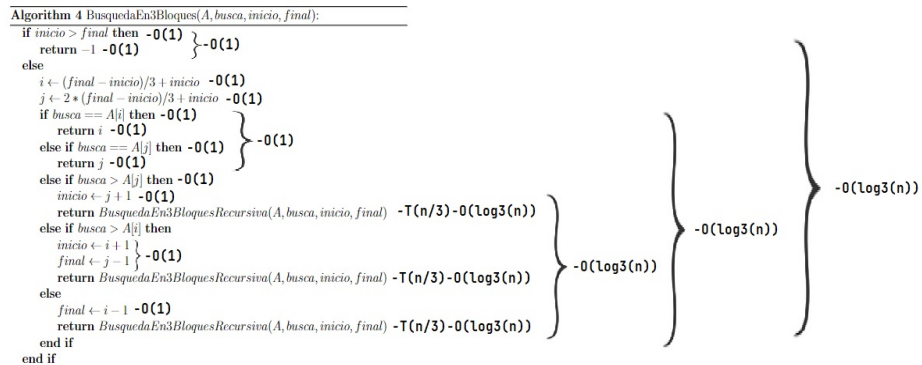 Algorithm 4 BusquedaEn3Bloques(A, busca, inicio, final):
if inicio > final then -O(1)
return −1 -O(1)
-O(1)
else
i ← (final − inicio)/3 + inicio -O(1)
j ← 2 * (final − inicio)/3 + inicio -O(1)
if busca == A[i] then -O(1)
return i -O(1)
else if busca == A[j] then -O(1)
return j -O(1)
-O(1)
else if busca > A[j] then -O(1)
inicio ← j + 1 -O(1)
return BusquedaEn3BloquesRecursiva(A, busca, inicio, final) -T(n/3)-O(log3(n))
else if busca > A[i] then
inicio ← i + 1
final ← j − 1
-O(1)
return BusquedaEn3BloquesRecursiva(A, busca, inicio, final) -T(n/3)-O(log3(n))
else
final ← i − 1 -O(1)
return BusquedaEn3BloquesRecursiva(A, busca, inicio, final) -T(n/3)-O(log3(n))
end if
end if
-O(log3(n))
-O(log3(n))
-O(log3(n))